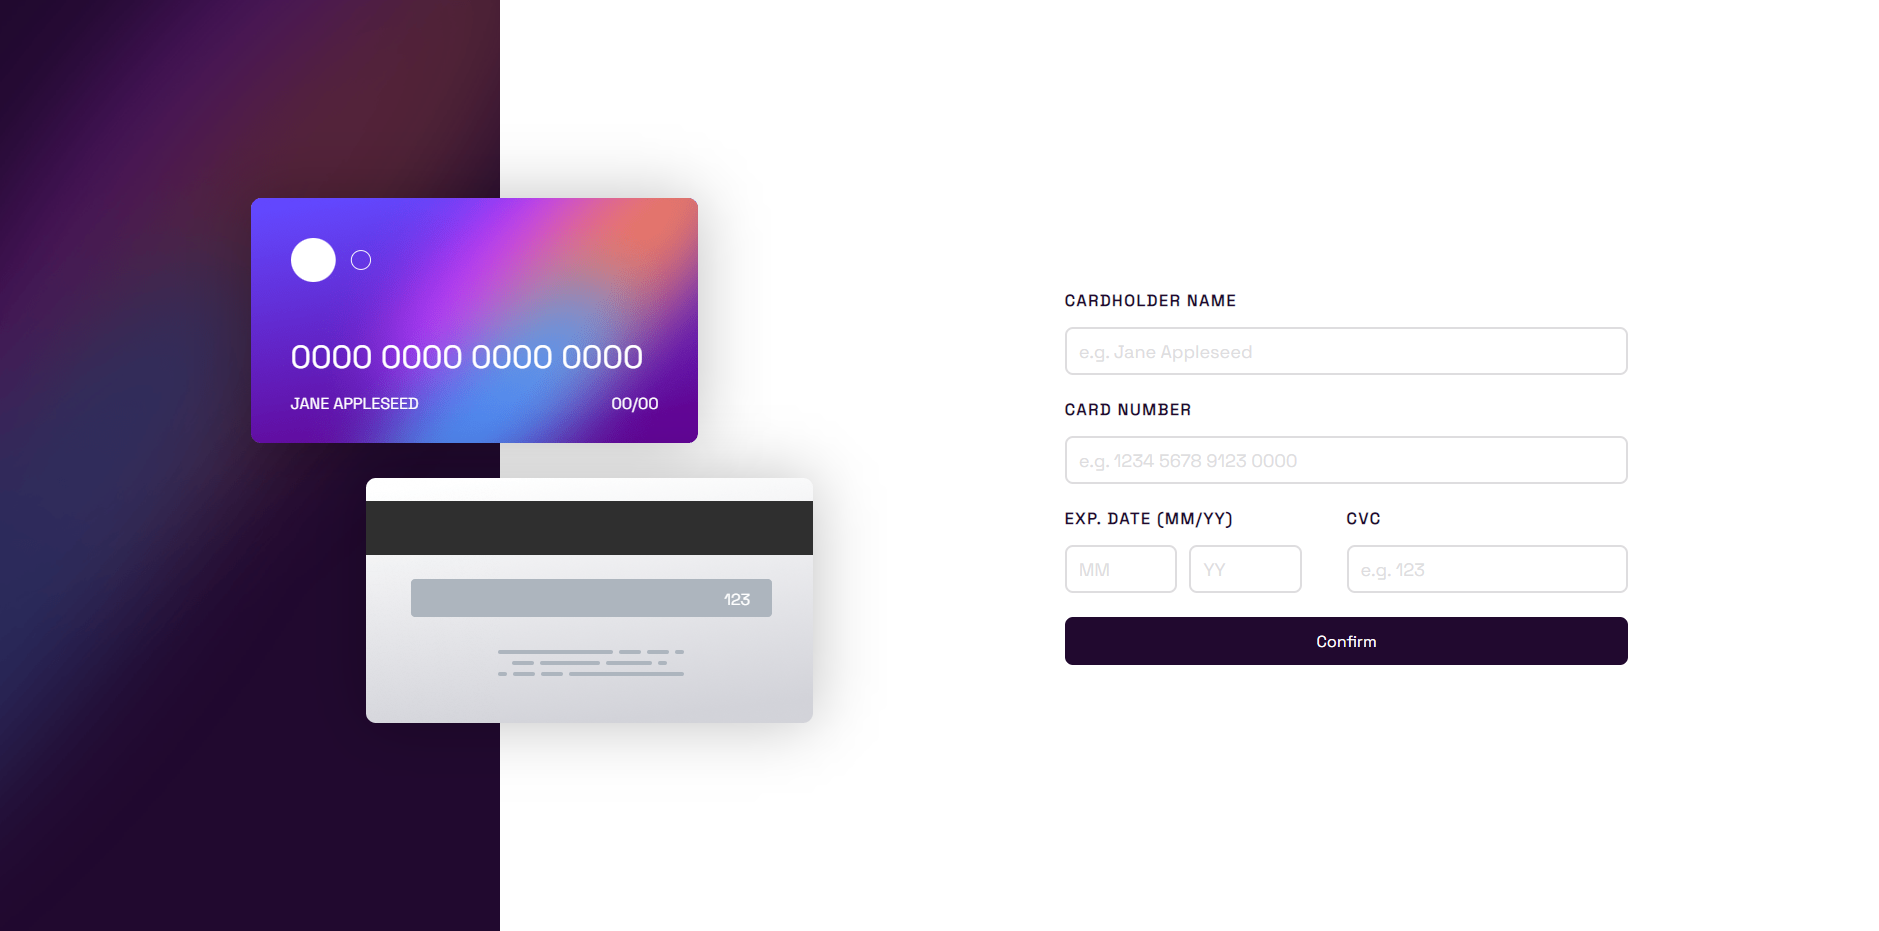 0000 0000 0000 0000
JANE APPLESEED 00/00
123
CARDHOLDER NAME
e.g. Jane Appleseed
CARD NUMBER
e.g. 1234 5678 9123 0000
EXP. DATE (MM/YY) CVC
MM YY e.g. 123
Confirm